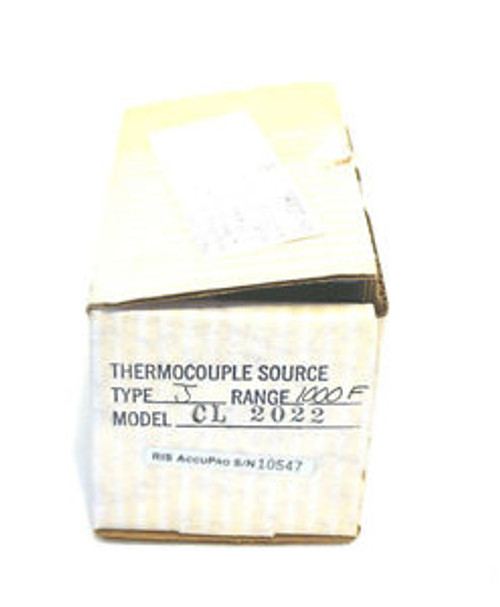 THERMOCOUPLE SOURCE
TYPE J RANGE 1000 F
MODEL CL 2022
RIS ACCUPRO S/N 10547